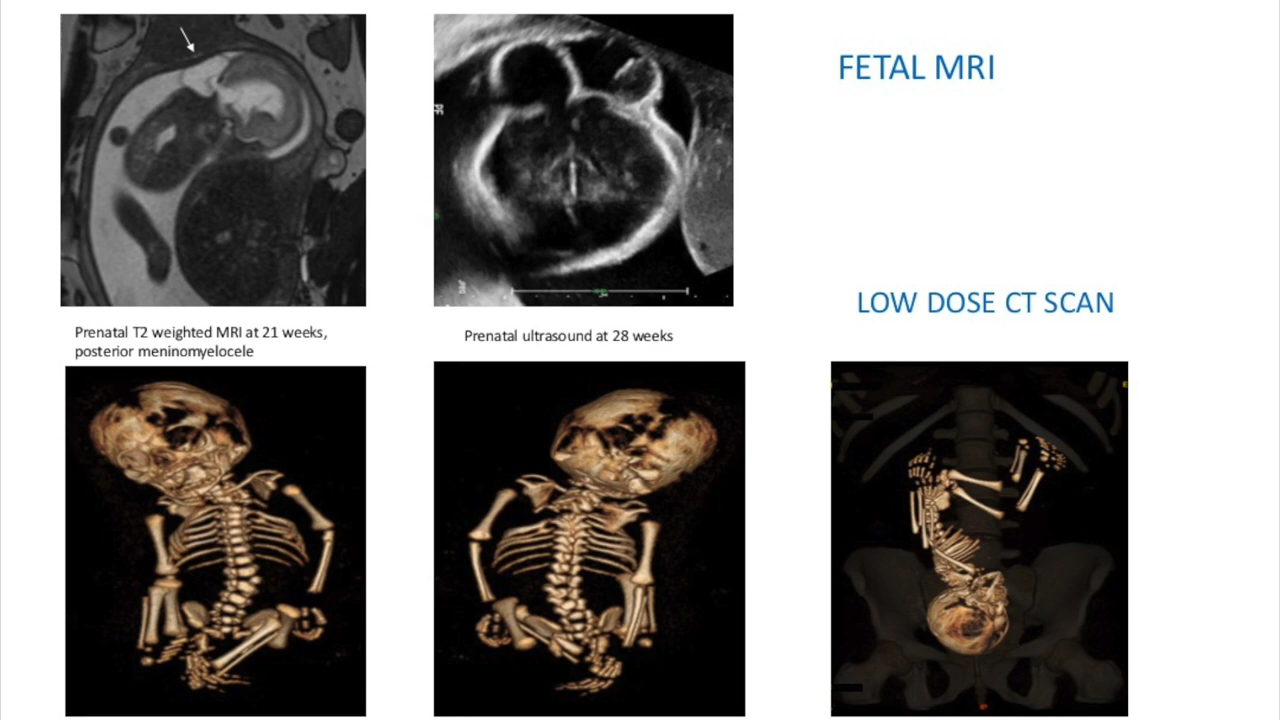 FETAL MRI
LOW DOSE CT SCAN
Prenatal T2 weighted MRI at 21 weeks,
posterior meninomyelocele
Prenatal ultrasound at 28 weeks